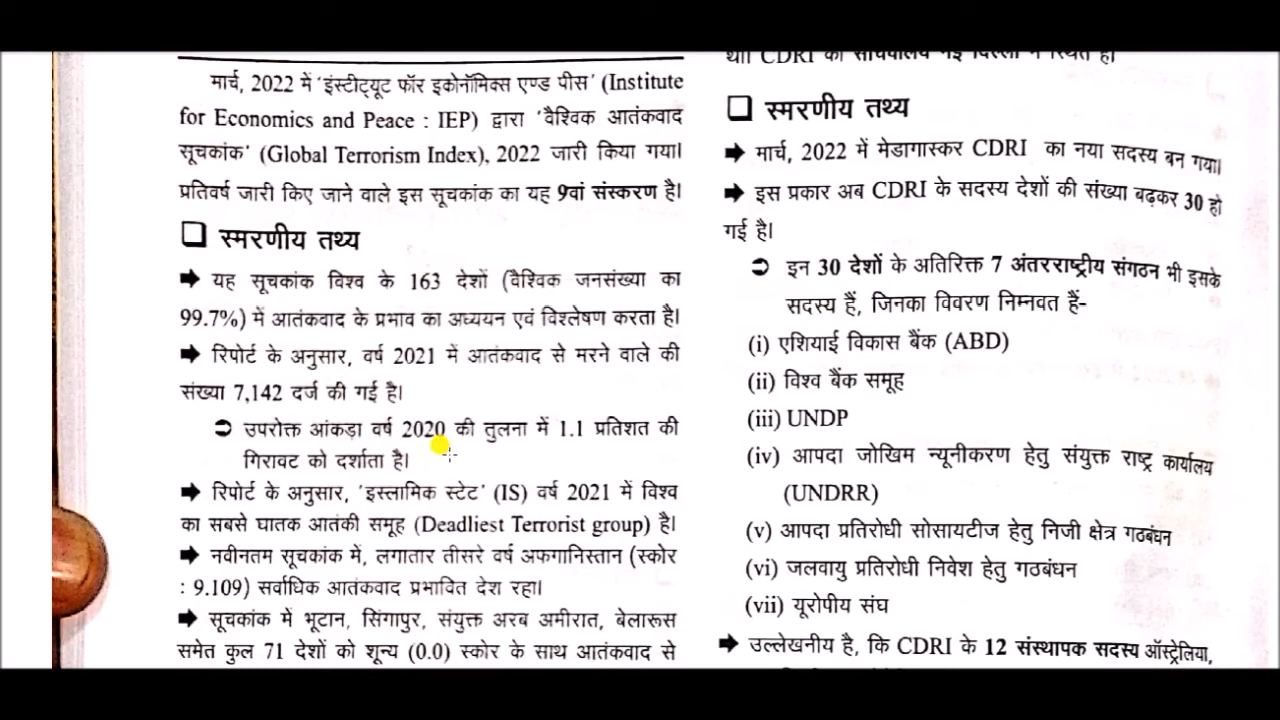 मार्च, 2022 में 'इंस्टीट्यूट फॉर इकोनॉमिक्स एण्ड पीस' (Institute
for Economics and Peace : IEP) द्वारा 'वैश्विक आतंकवाद
सूचकांक' (Global Terrorism Index), 2022 जारी किया गया।
प्रतिवर्ष जारी किए जाने वाले इस सूचकांक का यह 9वां संस्करण है।
❑ स्मरणीय तथ्य
➡ यह सूचकांक विश्व के 163 देशों (वैश्विक जनसंख्या का
99.7%) में आतंकवाद के प्रभाव का अध्ययन एवं विश्लेषण करता है।
➡ रिपोर्ट के अनुसार, वर्ष 2021 में आतंकवाद से मरने वाले की
संख्या 7,142 दर्ज की गई है।
➲ उपरोक्त आंकड़ा वर्ष 2020 की तुलना में 1.1 प्रतिशत की
गिरावट को दर्शाता है।
➡ रिपोर्ट के अनुसार, 'इस्लामिक स्टेट' (IS) वर्ष 2021 में विश्व
का सबसे घातक आतंकी समूह (Deadliest Terrorist group) है।
➡ नवीनतम सूचकांक में, लगातार तीसरे वर्ष अफगानिस्तान (स्कोर
: 9.109) सर्वाधिक आतंकवाद प्रभावित देश रहा।
➡ सूचकांक में भूटान, सिंगापुर, संयुक्त अरब अमीरात, बेलारूस
समेत कुल 71 देशों को शून्य (0.0) स्कोर के साथ आतंकवाद से
था। CDRI का सचिवालय नई दिल्ली में स्थित है।
❑ स्मरणीय तथ्य
➡ मार्च, 2022 में मेडागास्कर CDRI का नया सदस्य बन गया।
➡ इस प्रकार अब CDRI के सदस्य देशों की संख्या बढ़कर 30 हो
गई है।
➲ इन 30 देशों के अतिरिक्त 7 अंतरराष्ट्रीय संगठन भी इसके
सदस्य हैं, जिनका विवरण निम्नवत हैं-
(i) एशियाई विकास बैंक (ABD)
(ii) विश्व बैंक समूह
(iii) UNDP
(iv) आपदा जोखिम न्यूनीकरण हेतु संयुक्त राष्ट्र कार्यालय
(UNDRR)
(v) आपदा प्रतिरोधी सोसायटीज हेतु निजी क्षेत्र गठबंधन
(vi) जलवायु प्रतिरोधी निवेश हेतु गठबंधन
(vii) यूरोपीय संघ
➡ उल्लेखनीय है, कि CDRI के 12 संस्थापक सदस्य ऑस्ट्रेलिया,